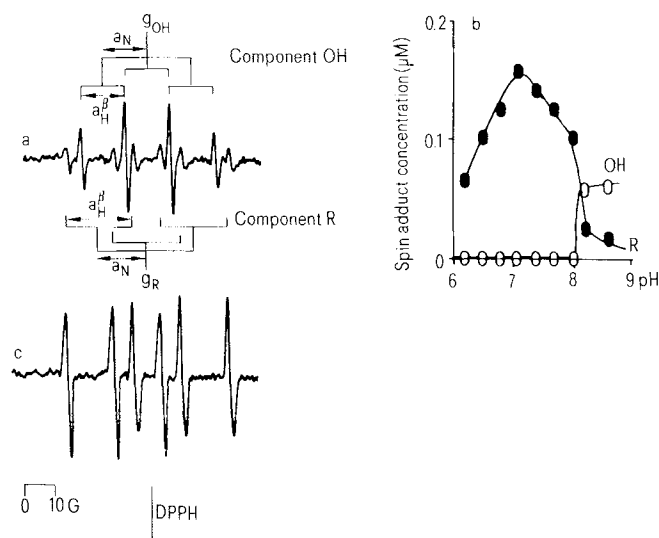 g_OH
a_N
Component OH
a_H^β
a
a_H^β
Component R
a_N
g_R
c
0 10 G
DPPH
b
Spin adduct concentration (μM)
0.2
0.1
0
OH
R
6 7 8 9 pH